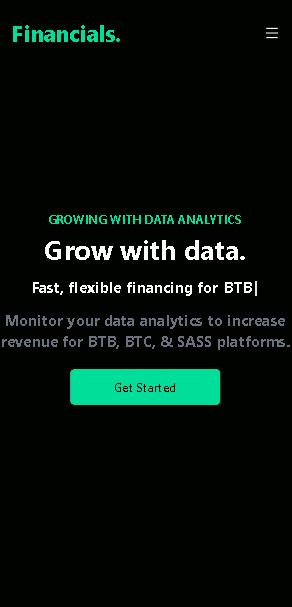 Financials.
GROWING WITH DATA ANALYTICS
Grow with data.
Fast, flexible financing for BTB|
Monitor your data analytics to increase
revenue for BTB, BTC, & SASS platforms.
Get Started